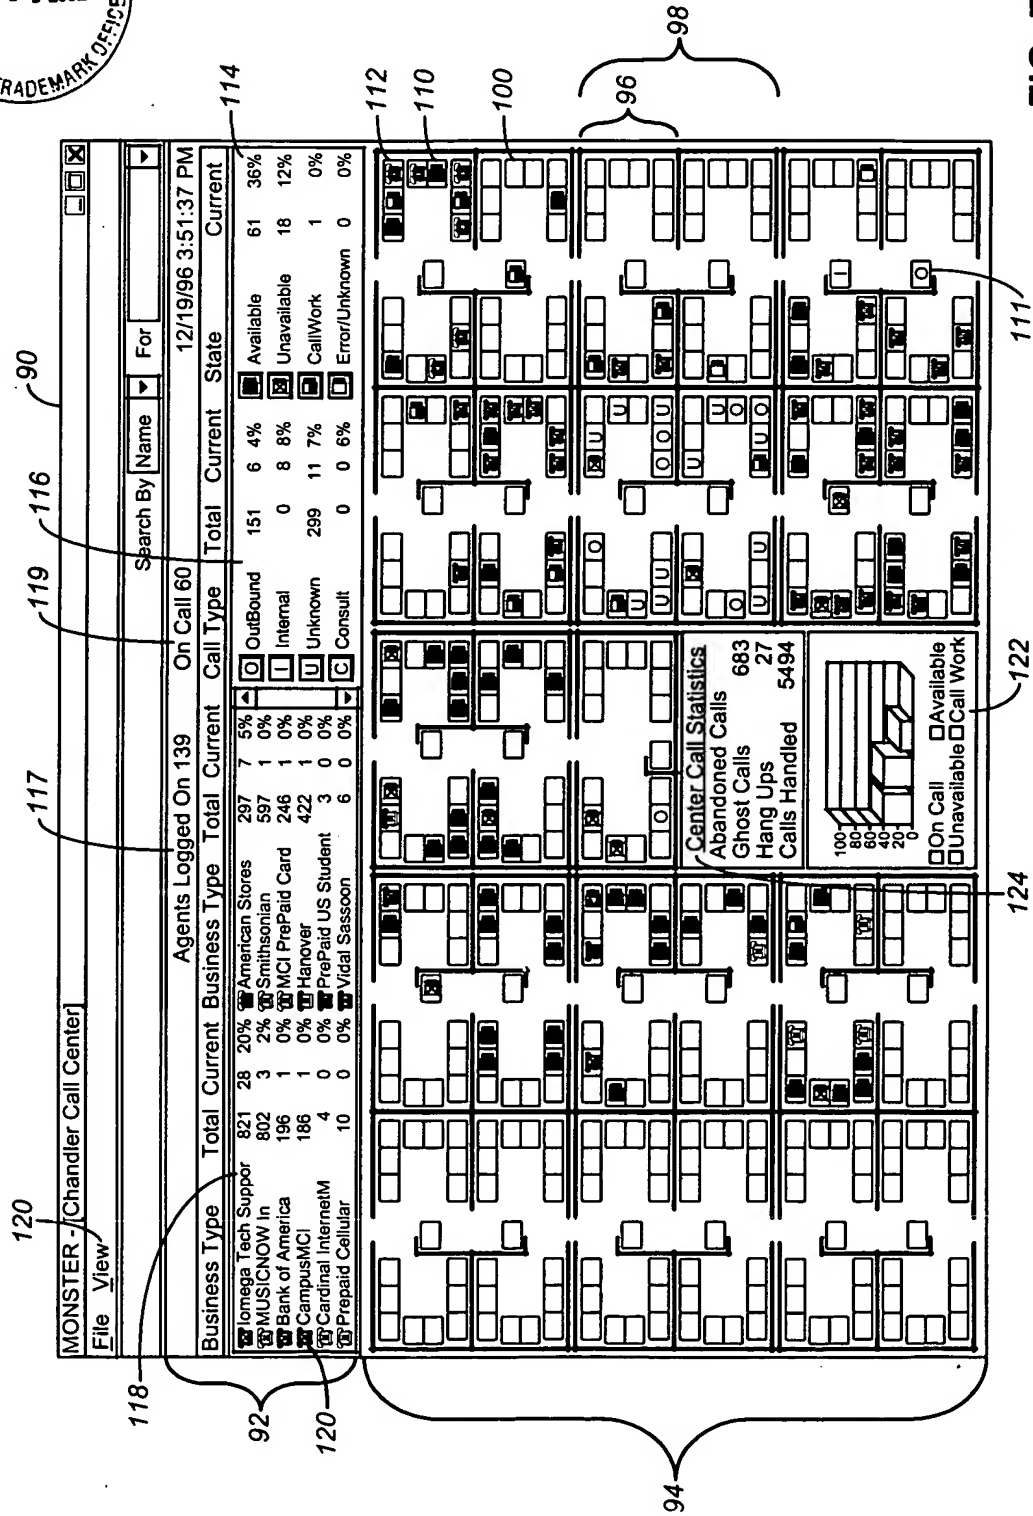 TRADEMARK OFFICE
90
120
117
119
116
114
MONSTER - [Chandler Call Center]
File View
Search By Name For
Agents Logged On 139 On Call 60 12/19/96 3:51:37 PM
Business Type Total Current Business Type Total Current Call Type Total Current State Current
Iomega Tech Suppor 821 28 20% American Stores 297 7 5% O OutBound 151 6 4% Available 61 36%
MUSICNOW In 802 3 2% Smithsonian 597 1 0% I Internal 0 8 8% Unavailable 18 12%
Bank of America 196 1 0% MCI PrePaid Card 246 1 0% U Unknown 299 11 7% CallWork 1 0%
CampusMCI 186 1 0% Hanover 422 1 0% C Consult 0 0 6% Error/Unknown 0 0%
Cardinal InternetM 4 0 0% PrePaid US Student 3 0 0%
Prepaid Cellular 10 0 0% Vidal Sassoon 6 0 0%
118
92
120
112
110
100
96
98
94
111
O
O
U
U
U
O
U
U
U
U
U
O
O
U
U
U
O
U
U
O
I
O
Center Call Statistics
Abandoned Calls 683
Ghost Calls 27
Hang Ups
Calls Handled 5494
100
80
60
40
20
0
On Call Available
Unavailable Call Work
124
122